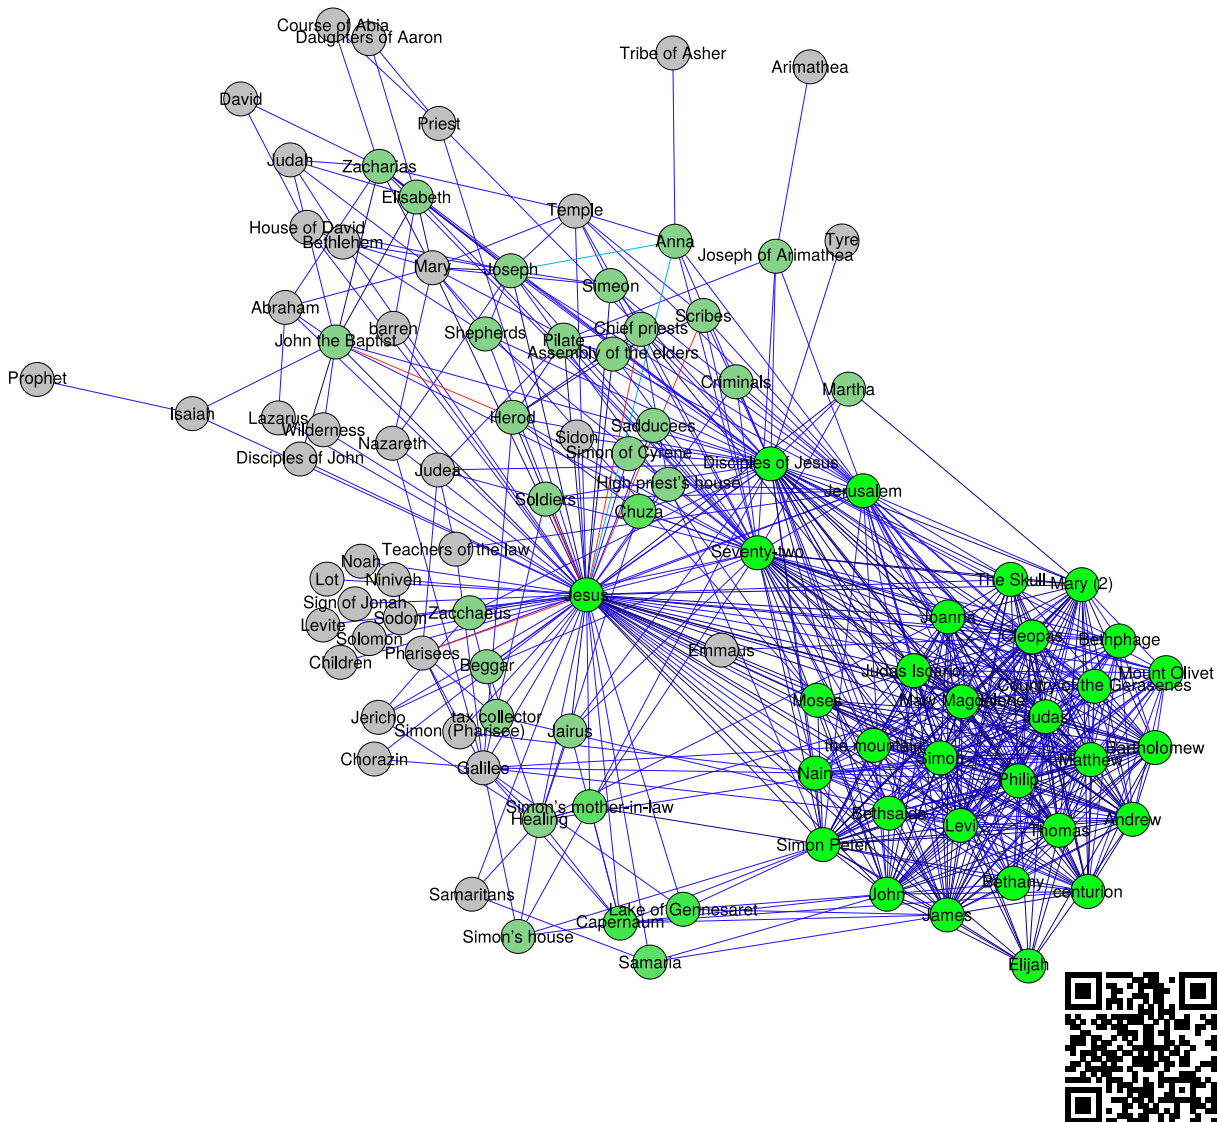 Course of Abia
Daughters of Aaron
Tribe of Asher
Arimathea
David
Priest
Judah
Zacharias
Elisabeth
Temple
House of David
Bethlehem
Anna
Joseph of Arimathea
Tyre
Mary
Joseph
Simeon
Abraham
barren
Shepherds
Scribes
Chief priests
John the Baptist
Pilate
Assembly of the elders
Prophet
Criminals
Martha
Isaiah
Lazarus
Wilderness
Herod
Sadducees
Nazareth
Sidon
Simon of Cyrene
Disciples of John
Judea
Disciples of Jesus
High priest's house
Jerusalem
Soldiers
Chuza
Teachers of the law
Seventy-two
Noah
Lot
Niniveh
The Skull
Mary (2)
Jesus
Sign of Jonah
Levite
Sodom
Zacchaeus
Joanna
Solomon
Cleopas
Bethphage
Children
Pharisees
Emmaus
Beggar
Judas Iscariot
Mount Olivet
Country of the Gerasenes
Moses
Mary Magdalene
Jericho
tax collector
Judas
Simon (Pharisee)
Jairus
the mountain
Bartholomew
Chorazin
Galilee
Simon
Matthew
Nain
Philip
Simon's mother-in-law
Healing
Bethsaida
Levi
Thomas
Andrew
Simon Peter
Samaritans
John
Bethany
centurion
Lake of Gennesaret
James
Capernaum
Simon's house
Samaria
Elijah